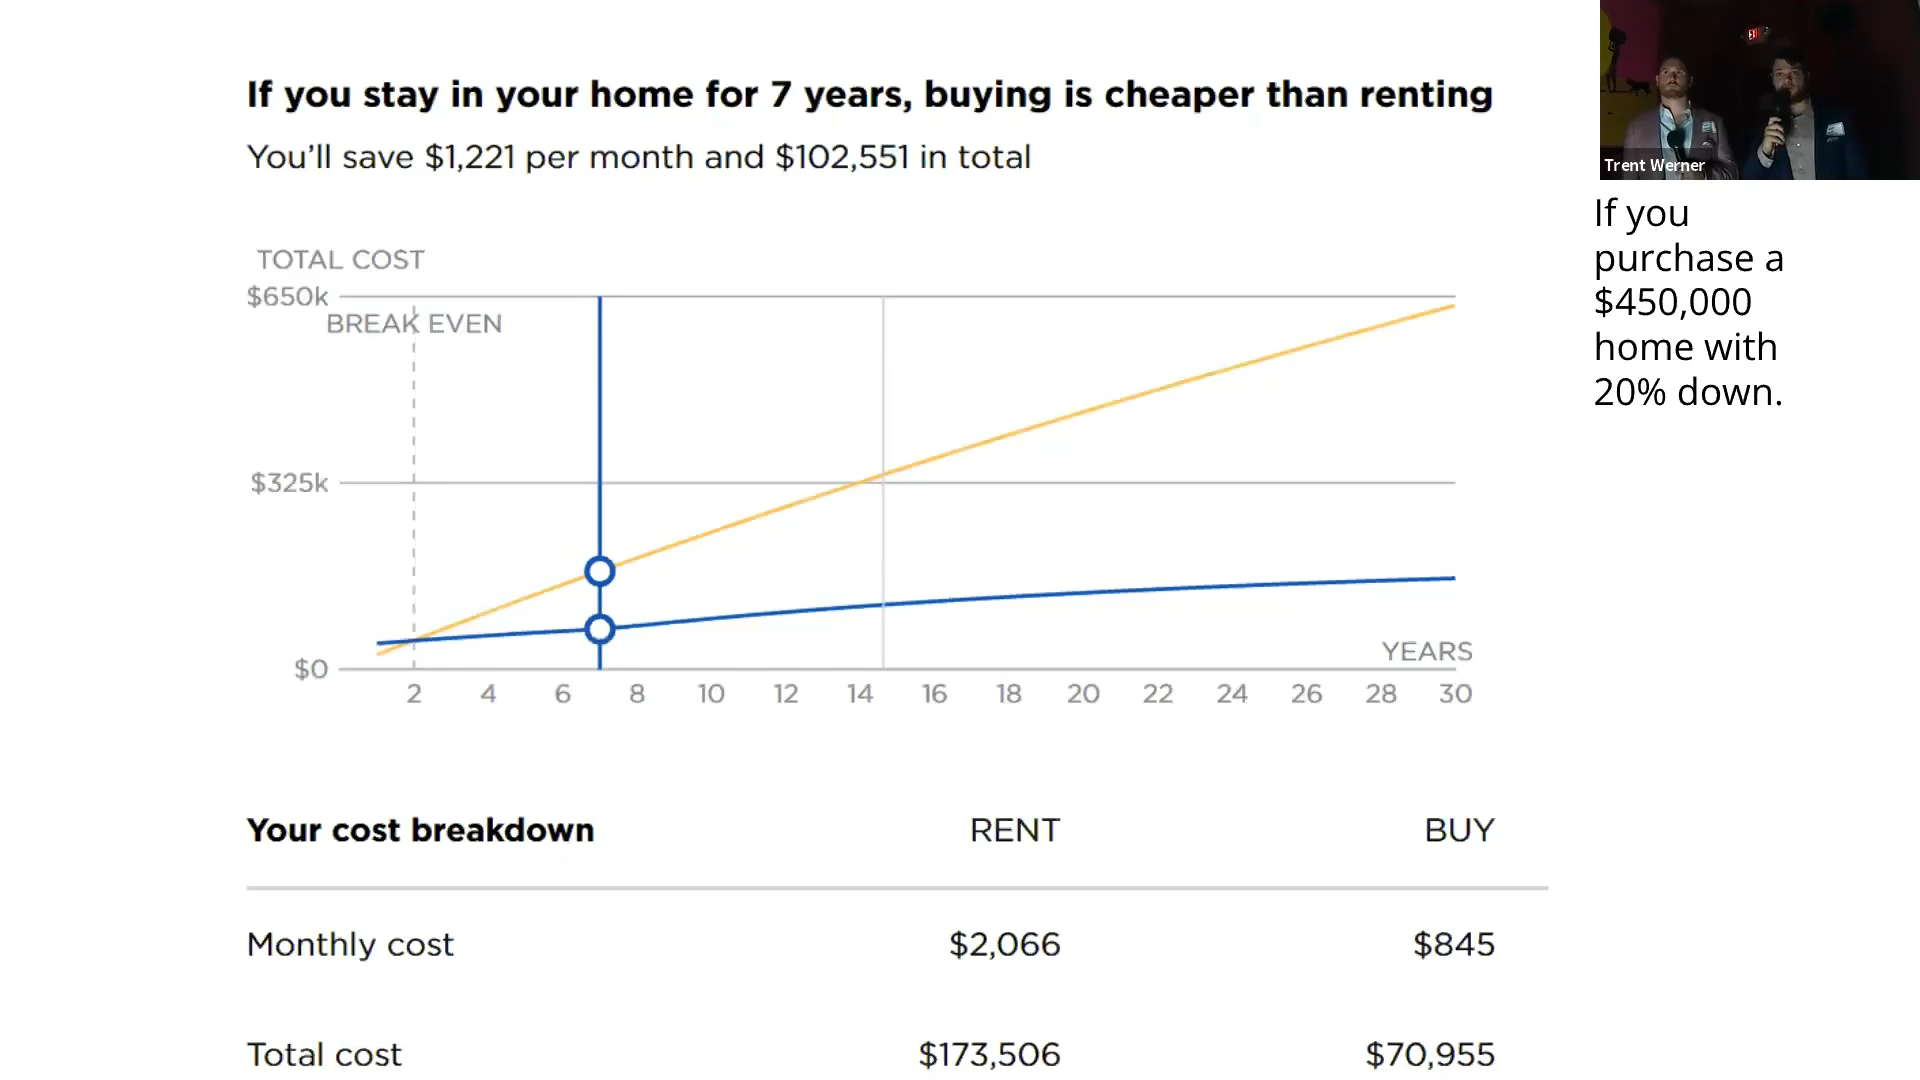 If you stay in your home for 7 years, buying is cheaper than renting
You'll save $1,221 per month and $102,551 in total
TOTAL COST
$650k
BREAK EVEN
$325k
$0
YEARS
2 4 6 8 10 12 14 16 18 20 22 24 26 28 30
Your cost breakdown RENT BUY
Monthly cost $2,066 $845
Total cost $173,506 $70,955
EXIT
Trent Werner
If you
purchase a
$450,000
home with
20% down.